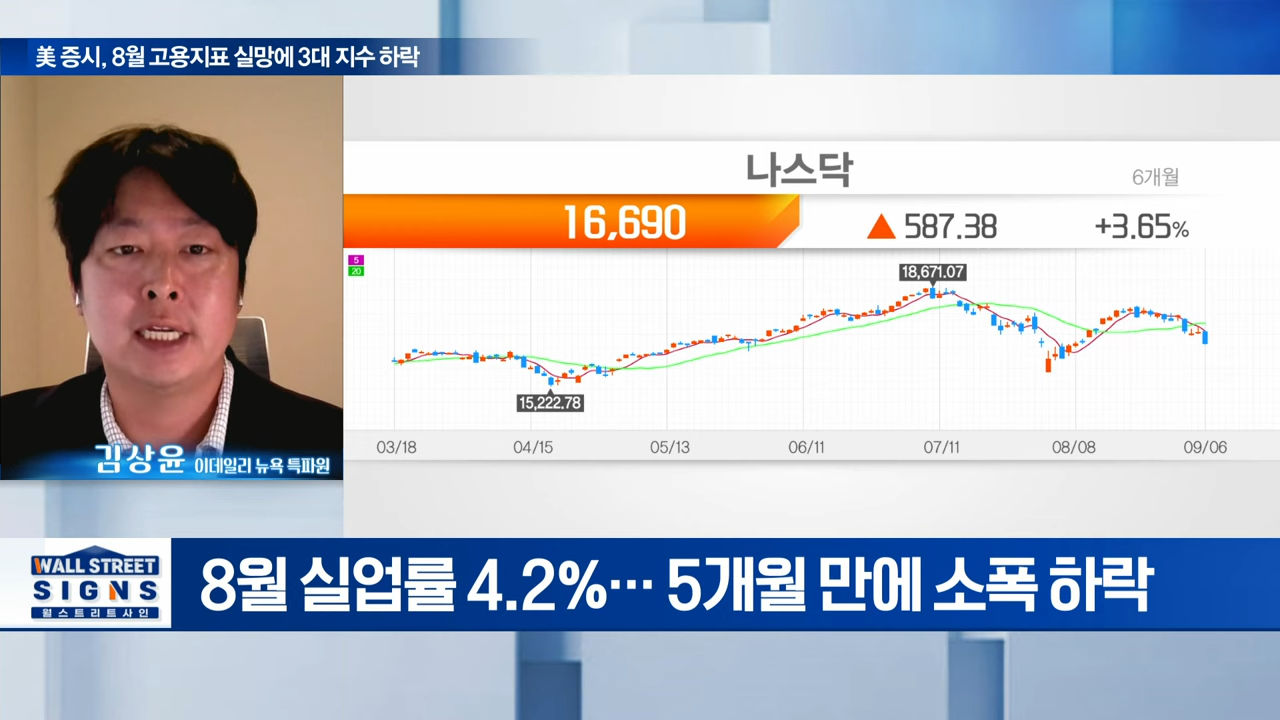 美 증시, 8월 고용지표 실망에 3대 지수 하락
나스닥
6개월
16,690
▲ 587.38
+3.65%
5
20
18,671.07
15,222.78
03/18
04/15
05/13
06/11
07/11
08/08
09/06
김상윤 이데일리 뉴욕 특파원
WALL STREET
SIGNS
월스트리트사인
8월 실업률 4.2%… 5개월 만에 소폭 하락